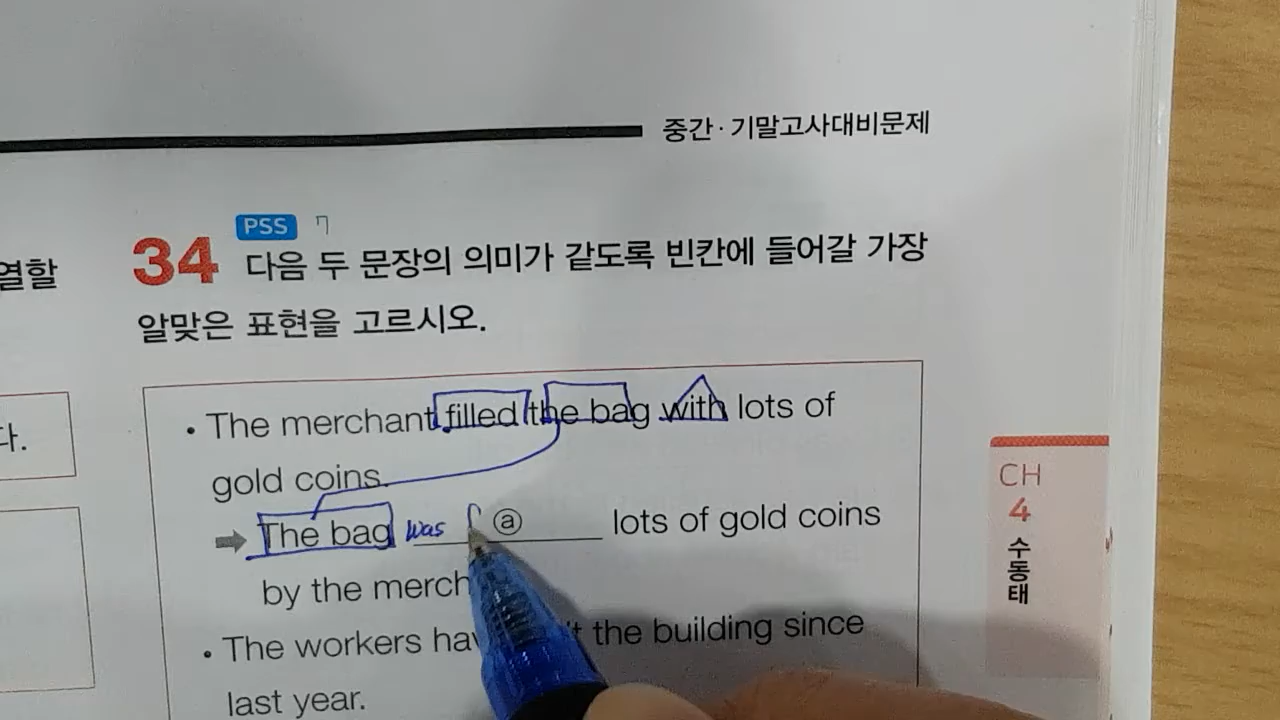 중간·기말고사대비문제
PSS 7
34 다음 두 문장의 의미가 같도록 빈칸에 들어갈 가장
알맞은 표현을 고르시오.
열할
다.
• The merchant filled the bag with lots of
gold coins.
➡ The bag was ⓐ lots of gold coins
by the merch
• The workers hav the building since
last year.
CH
4
수동태